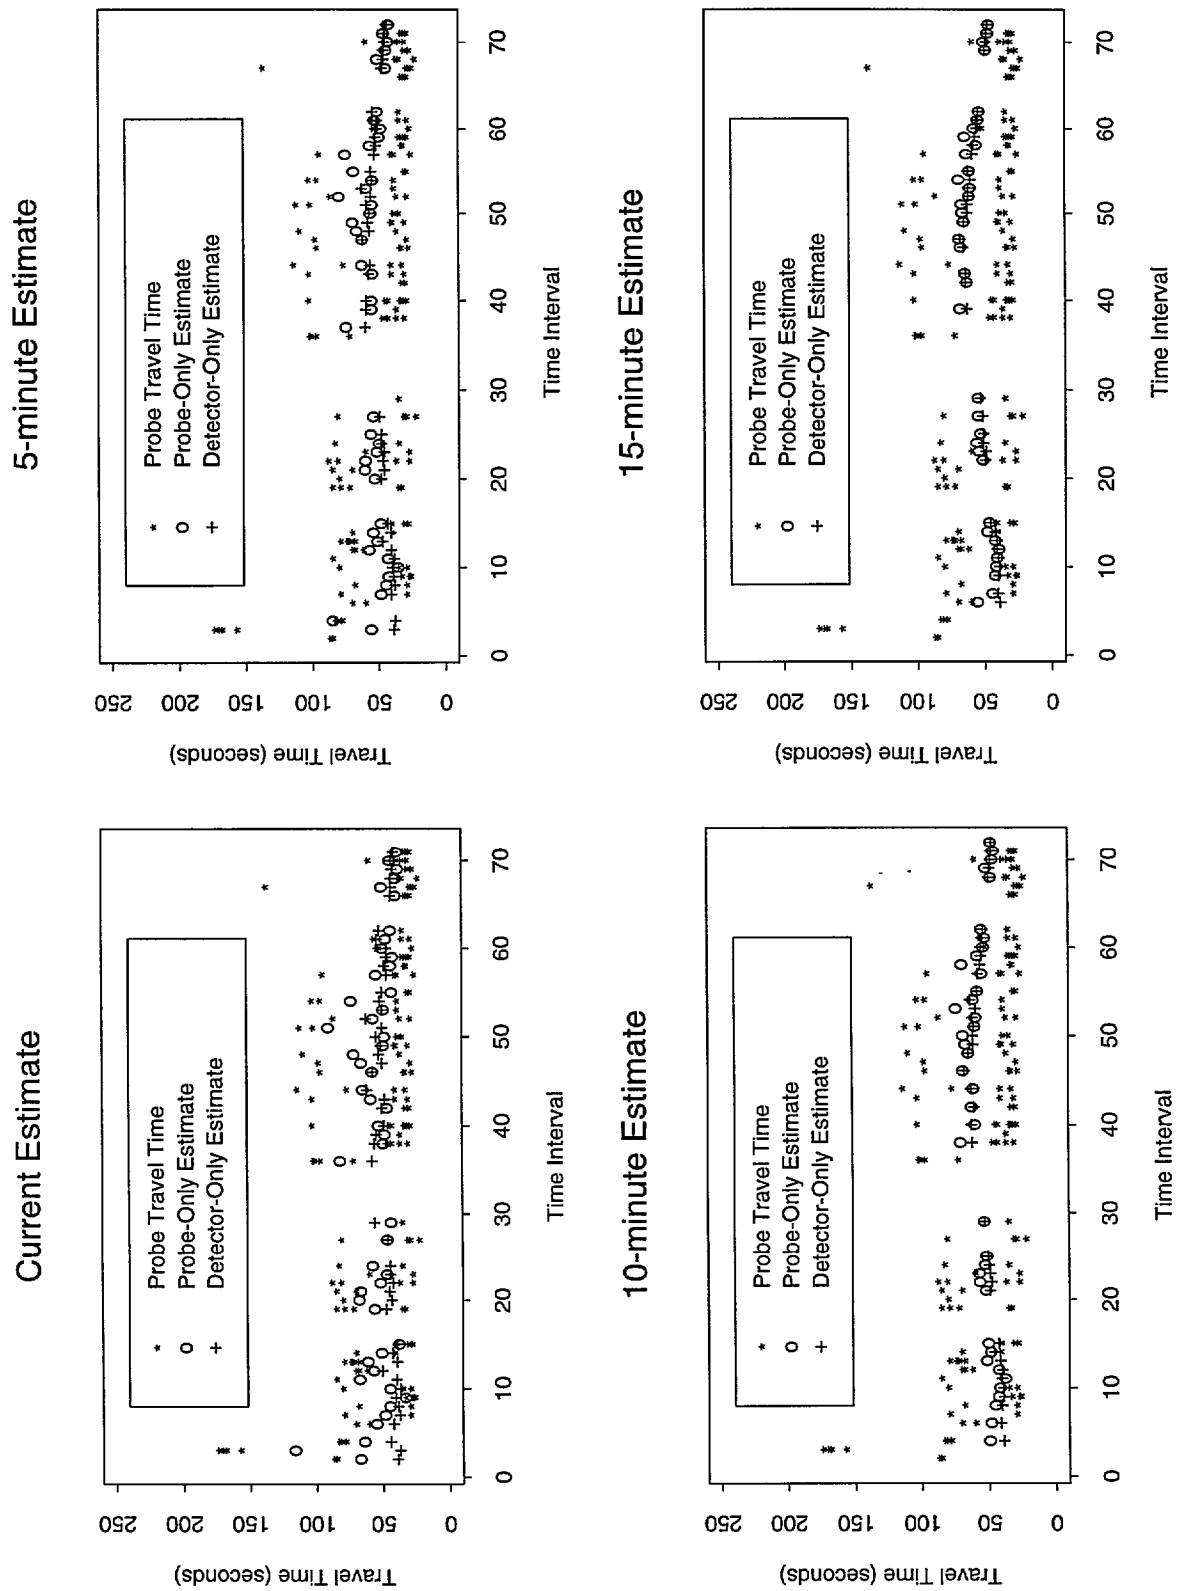 Current Estimate
Travel Time (seconds)
250
200
150
100
50
0
* Probe Travel Time
o Probe-Only Estimate
+ Detector-Only Estimate
0 10 20 30 40 50 60 70
Time Interval
5-minute Estimate
Travel Time (seconds)
250
200
150
100
50
0
* Probe Travel Time
o Probe-Only Estimate
+ Detector-Only Estimate
0 10 20 30 40 50 60 70
Time Interval
10-minute Estimate
Travel Time (seconds)
250
200
150
100
50
0
* Probe Travel Time
o Probe-Only Estimate
+ Detector-Only Estimate
0 10 20 30 40 50 60 70
Time Interval
15-minute Estimate
Travel Time (seconds)
250
200
150
100
50
0
* Probe Travel Time
o Probe-Only Estimate
+ Detector-Only Estimate
0 10 20 30 40 50 60 70
Time Interval